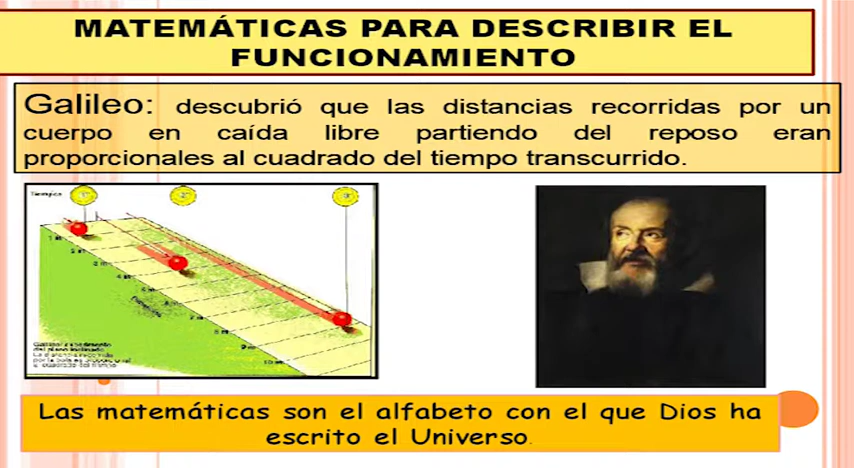 MATEMÁTICAS PARA DESCRIBIR EL
FUNCIONAMIENTO
Galileo: descubrió que las distancias recorridas por un
cuerpo en caída libre partiendo del reposo eran
proporcionales al cuadrado del tiempo transcurrido.
Las matemáticas son el alfabeto con el que Dios ha
escrito el Universo.